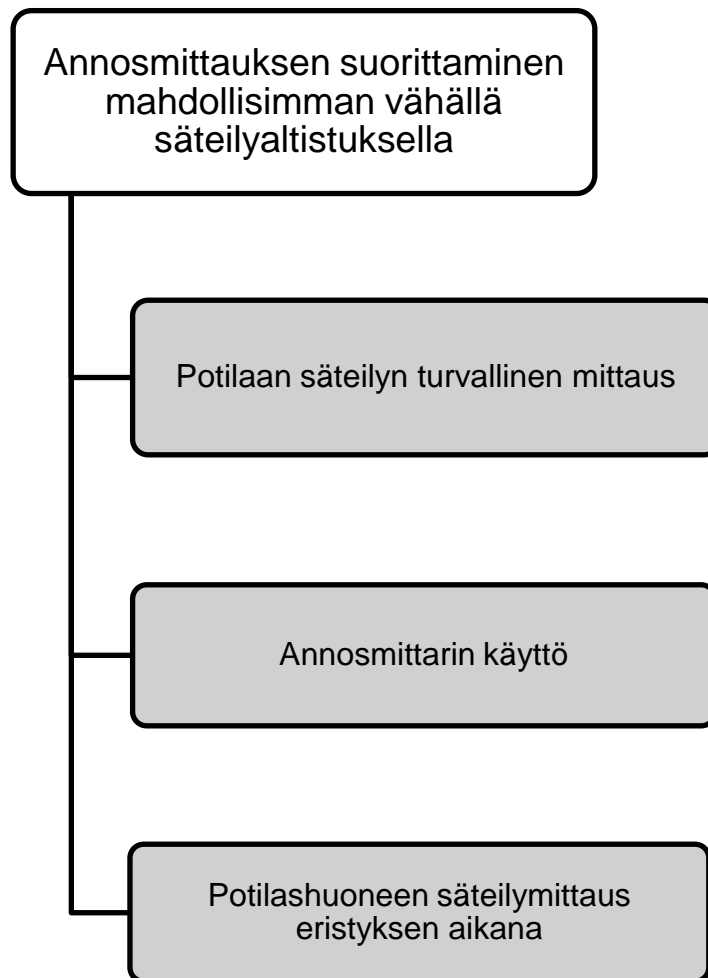 Annosmittauksen suorittaminen
mahdollisimman vähällä
säteilyaltistuksella
Potilaan säteilyn turvallinen mittaus
Annosmittarin käyttö
Potilashuoneen säteilymittaus
eristyksen aikana